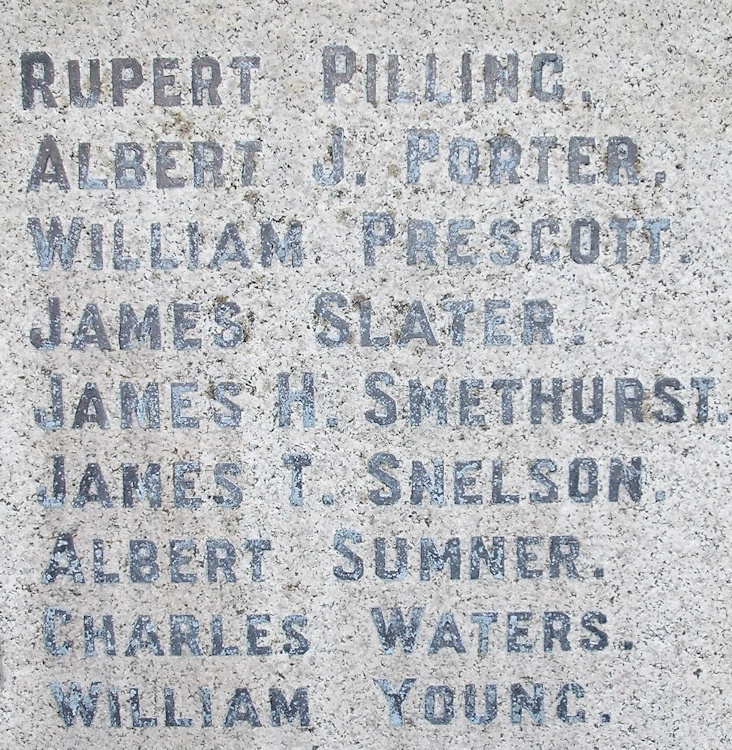 RUPERT PILLING.
ALBERT J. PORTER.
WILLIAM PRESCOTT.
JAMES SLATER.
JAMES H. SMETHURST.
JAMES T. SNELSON.
ALBERT SUMNER.
CHARLES WATERS.
WILLIAM YOUNG.